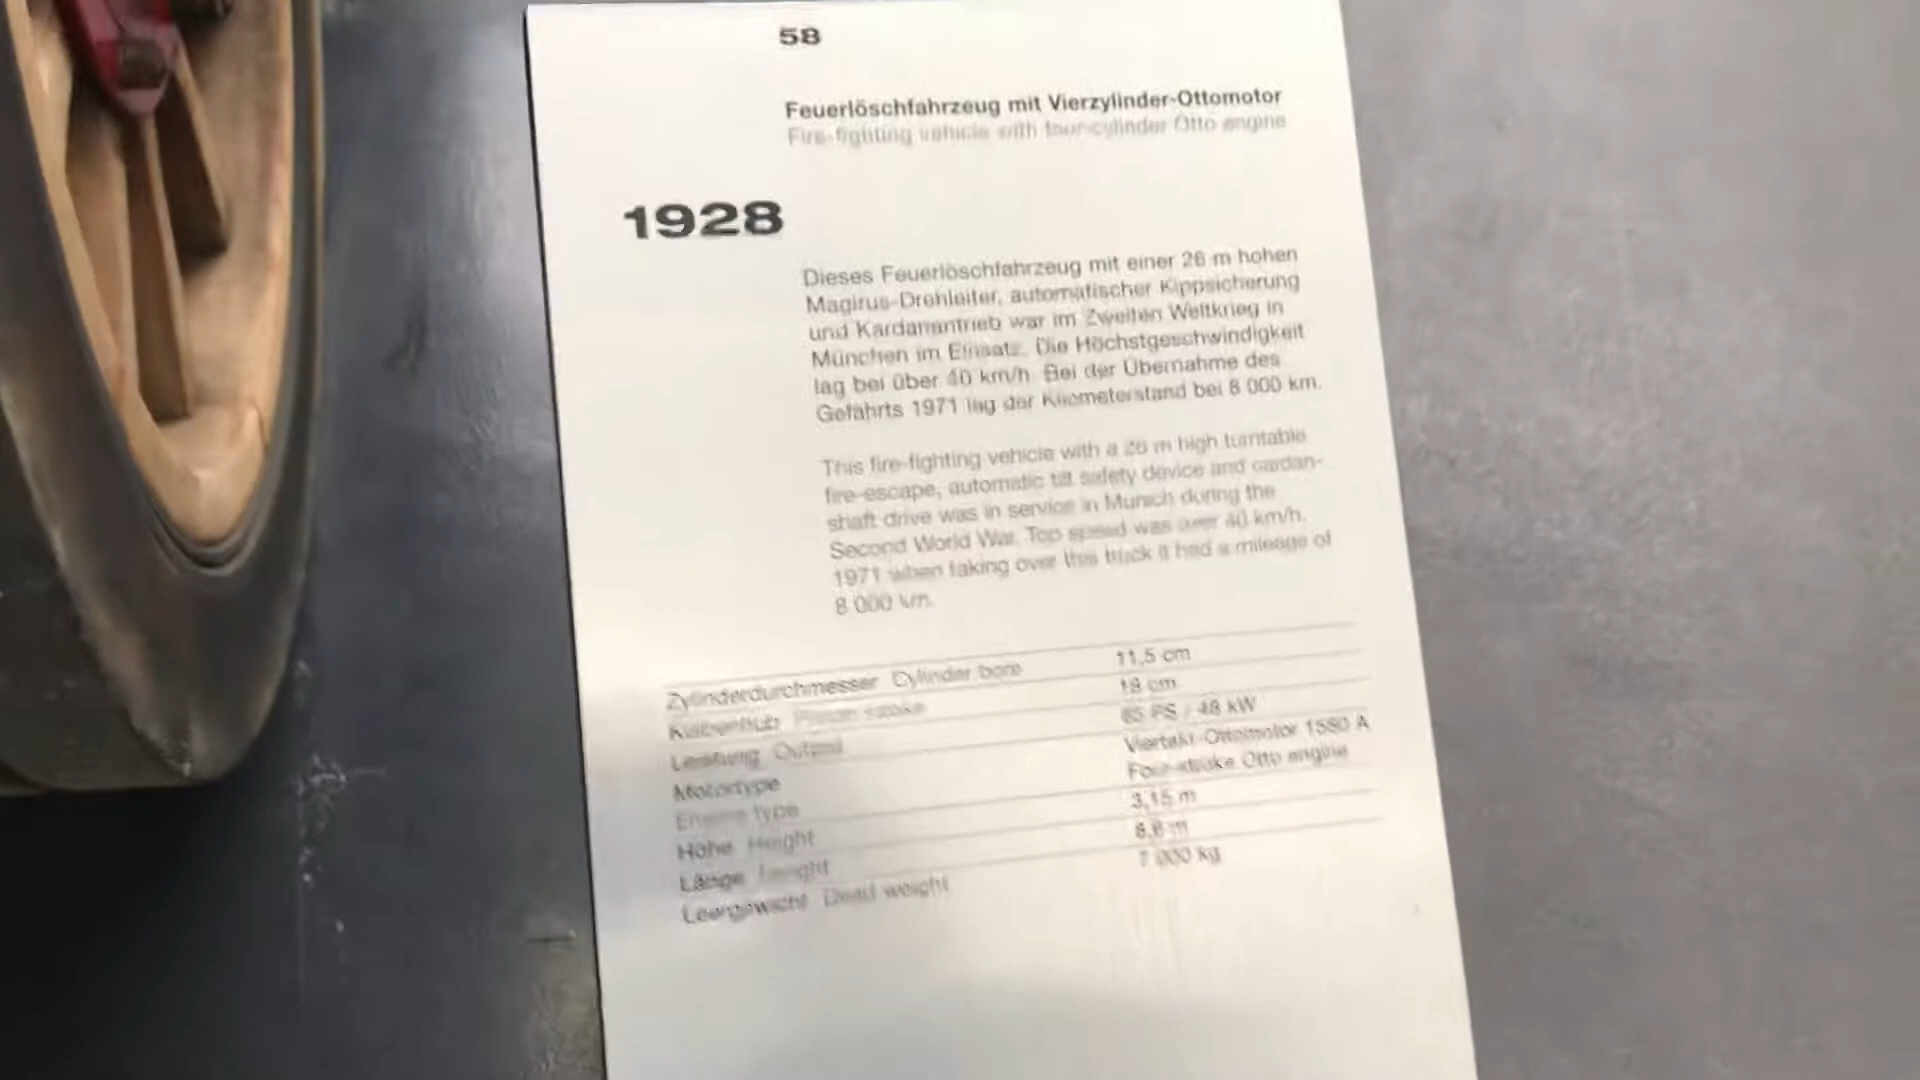 58
Feuerlöschfahrzeug mit Vierzylinder-Ottomotor
Fire-fighting vehicle with four-cylinder Otto engine
1928
Dieses Feuerlöschfahrzeug mit einer 26 m hohen
Magirus-Drehleiter, automatischer Kippsicherung
und Kardanantrieb war im Zweiten Weltkrieg in
München im Einsatz. Die Höchstgeschwindigkeit
lag bei über 40 km/h. Bei der Übernahme des
Gefährts 1971 lag der Kilometerstand bei 8 000 km.
This fire-fighting vehicle with a 26 m high turntable
fire-escape, automatic tilt safety device and cardan-
shaft drive was in service in Munich during the
Second World War. Top speed was over 40 km/h.
1971 when taking over this truck it had a mileage of
8 000 km.
Zylinderdurchmesser Cylinder bore 11,5 cm
Kolbenhub Piston stroke cm
Leistung Output 65 PS / 48 kW
Motortype Viertakt-Ottomotor A
Engine type Four-stroke Otto engine
Höhe Height 3,15 m
Länge m
Leergewicht Dead weight 000 kg